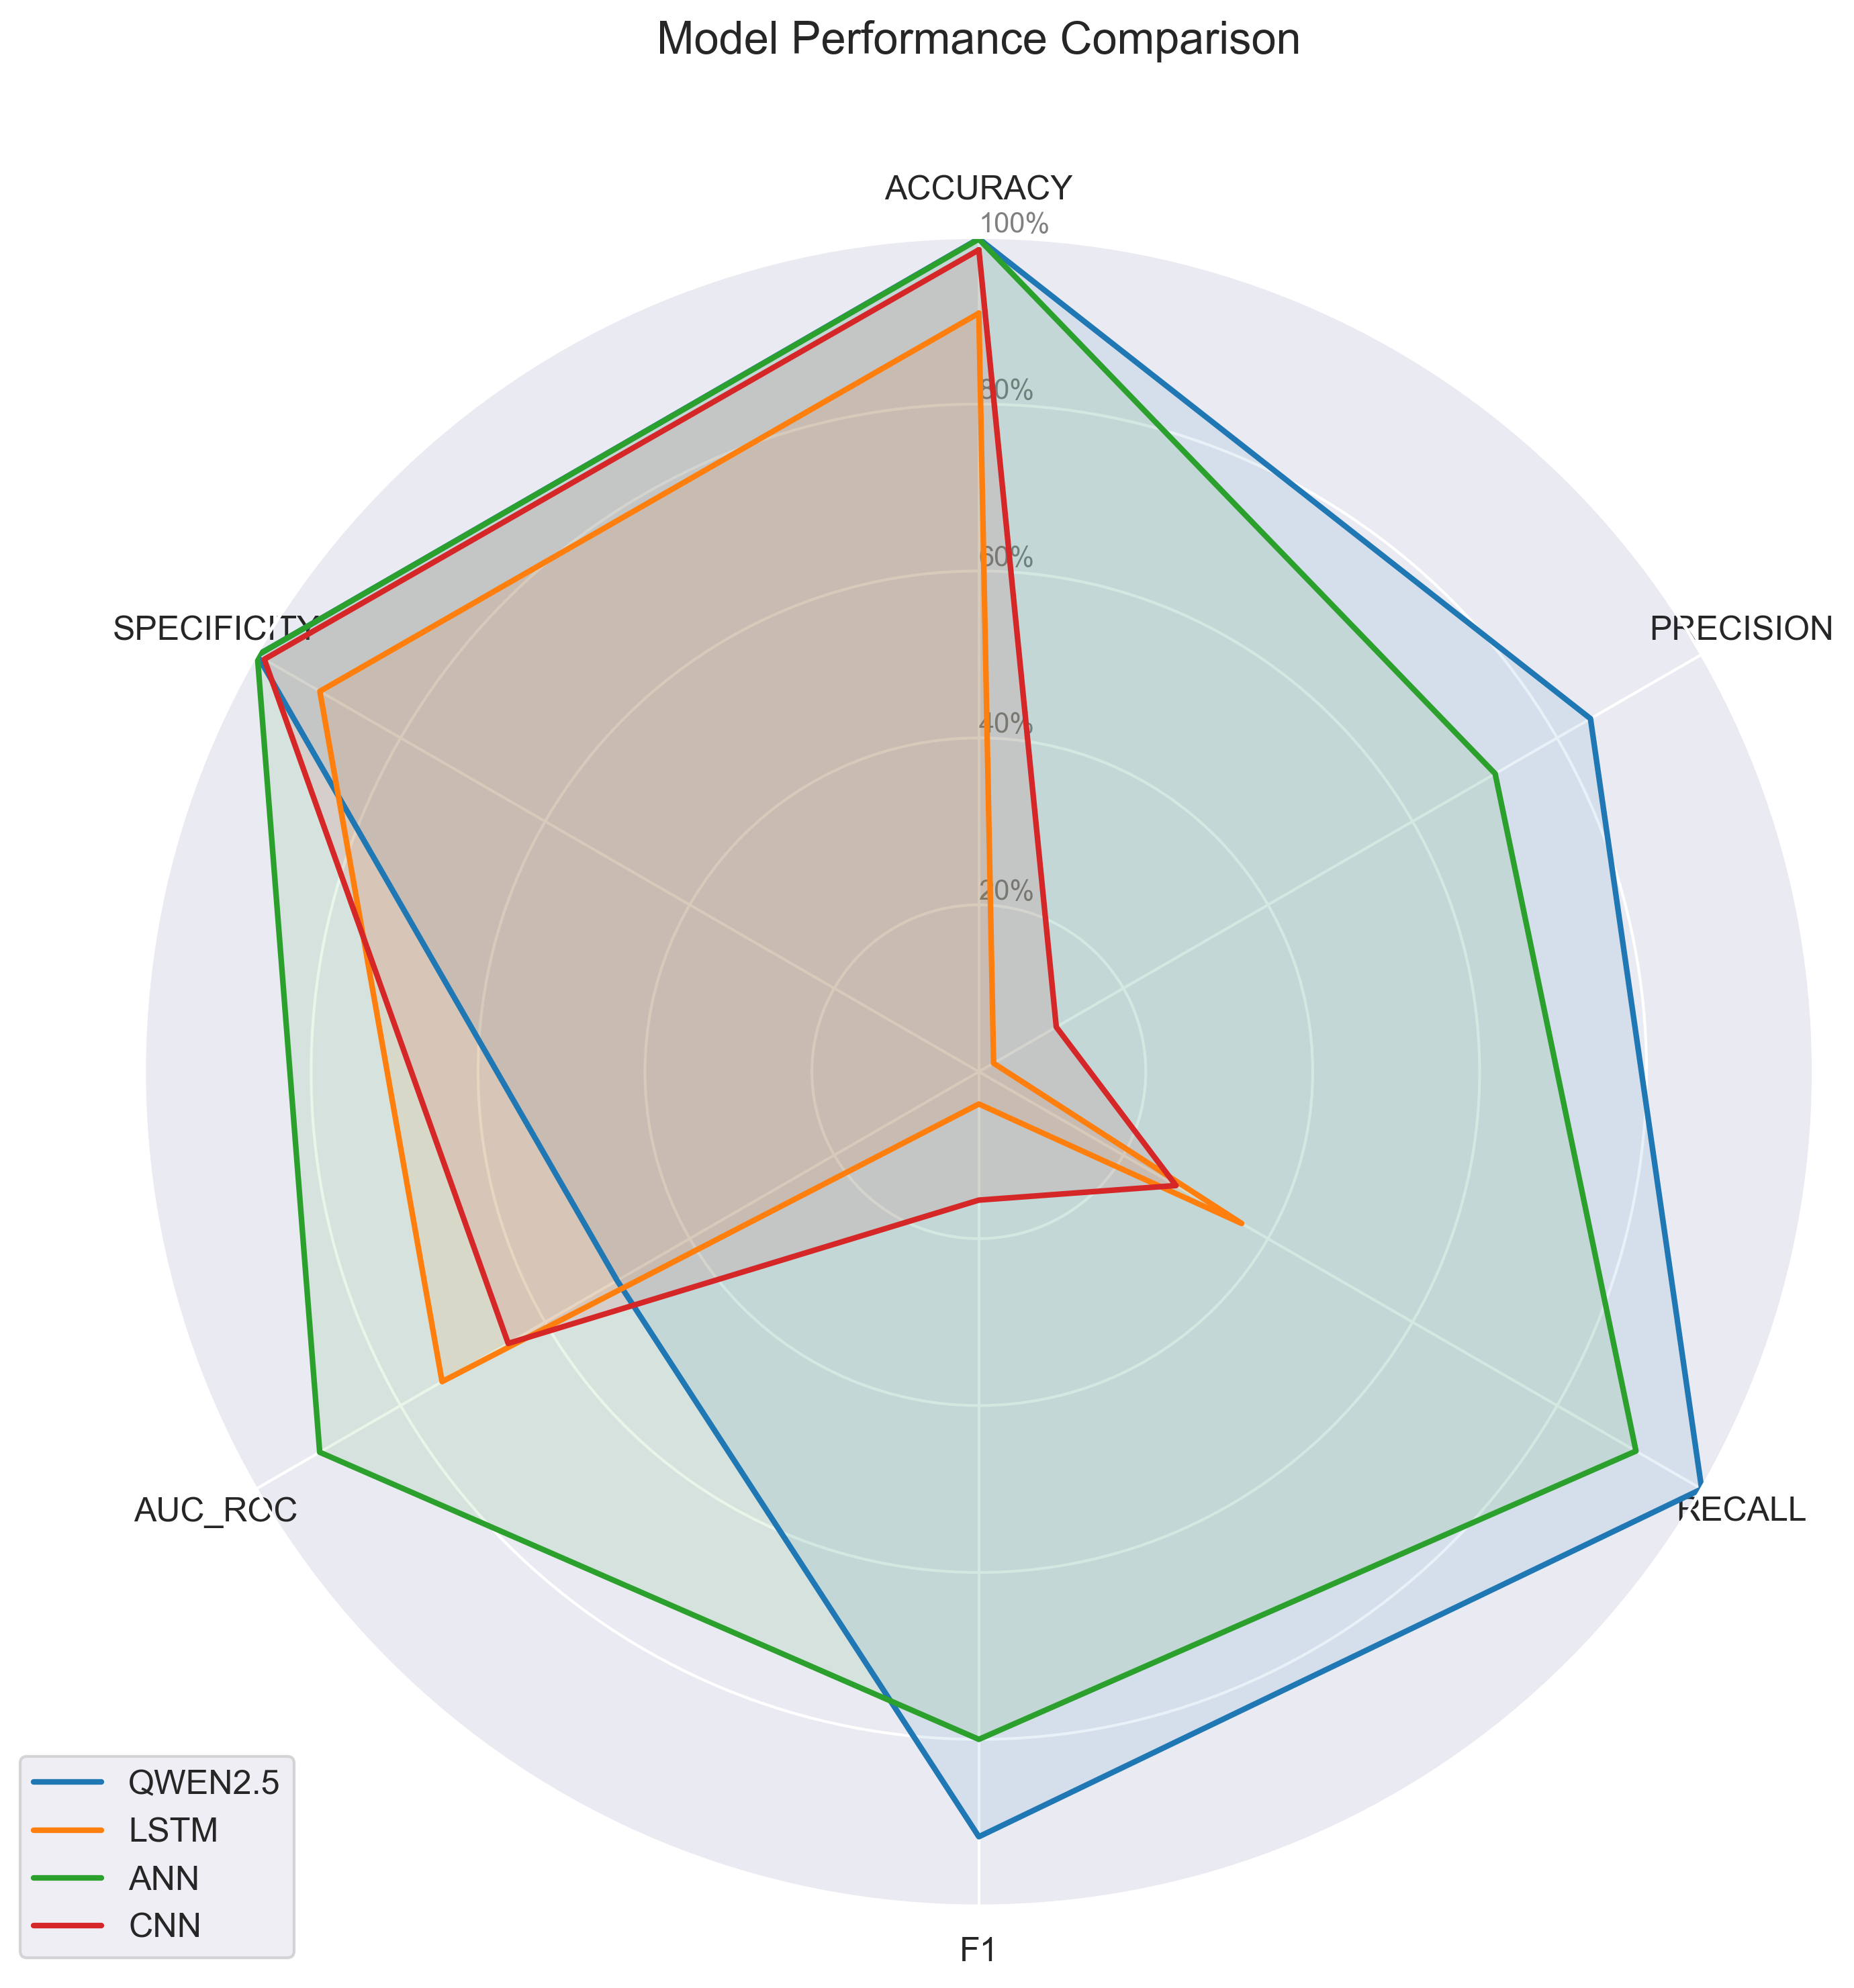 Model Performance Comparison
ACCURACY
100%
80%
60%
40%
20%
SPECIFICITY
PRECISION
AUC_ROC
RECALL
F1
QWEN2.5
LSTM
ANN
CNN